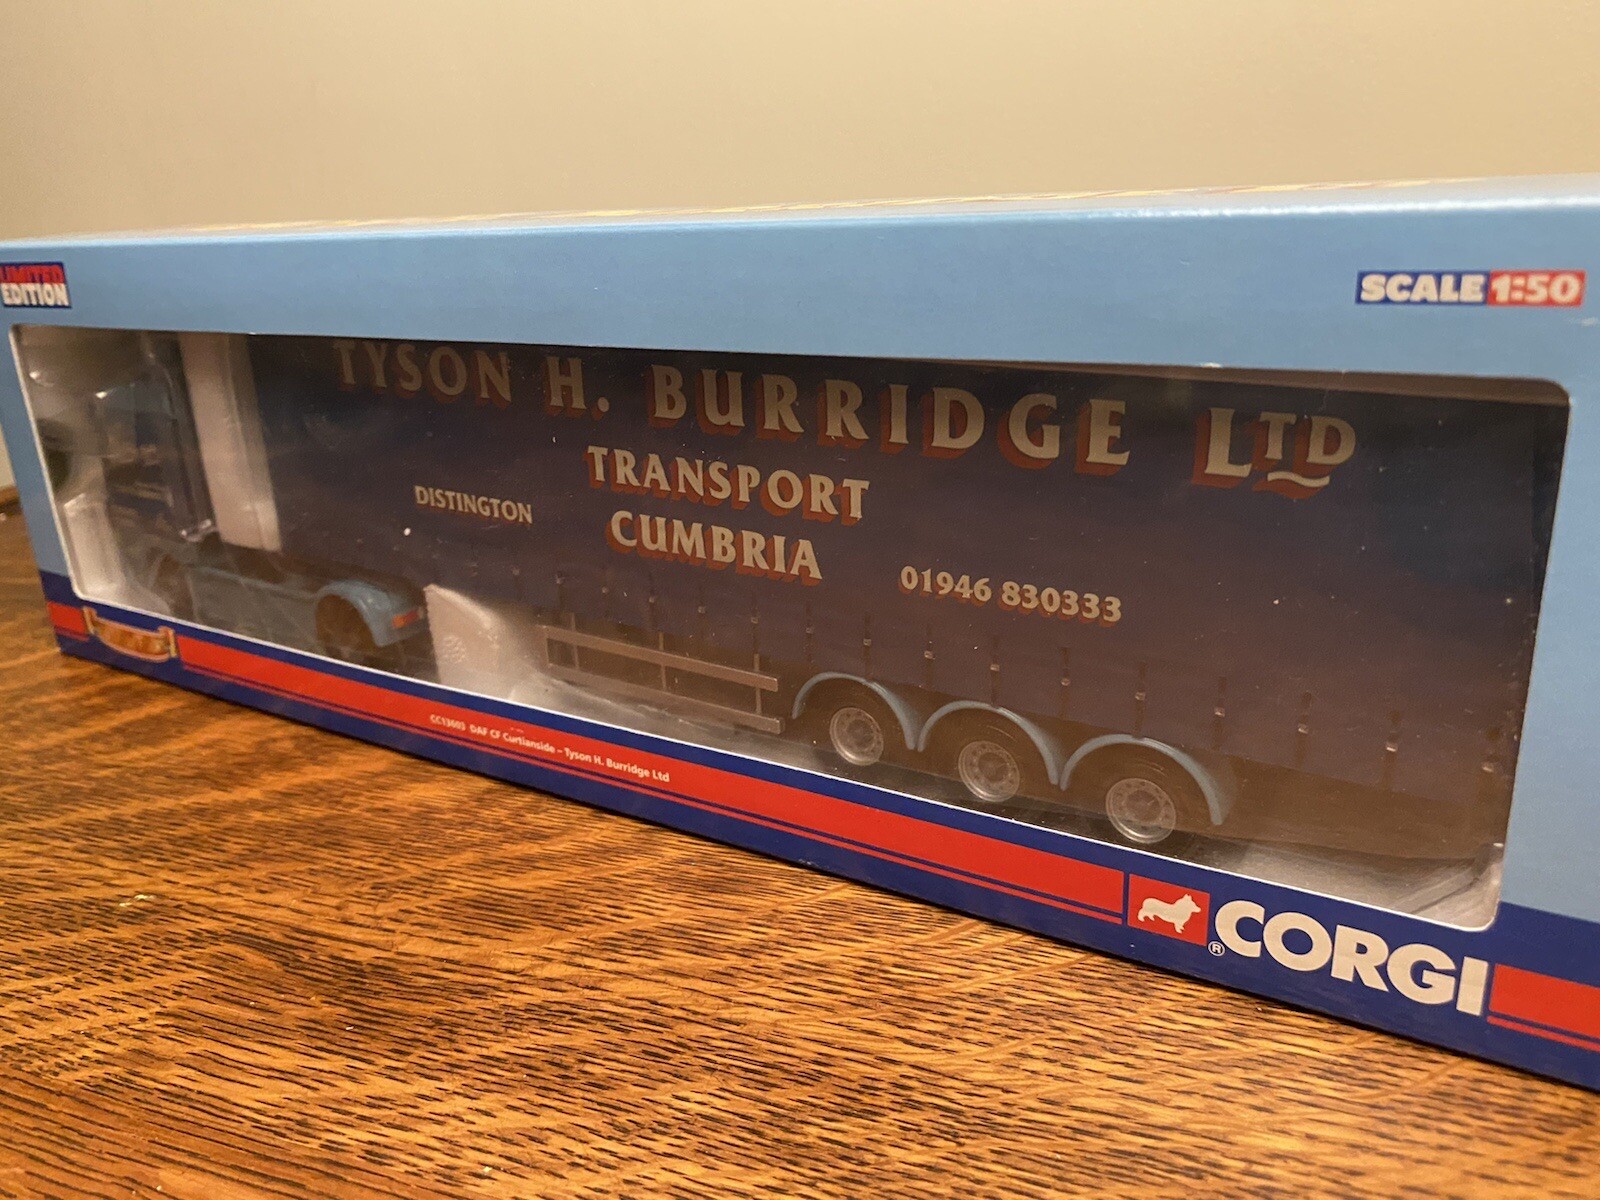 LIMITED
EDITION
SCALE 1:50
TYSON H. BURRIDGE LTD
TRANSPORT
DISTINGTON
CUMBRIA
01946 830333
CC13603 DAF CF Curtianside – Tyson H. Burridge Ltd
® CORGI